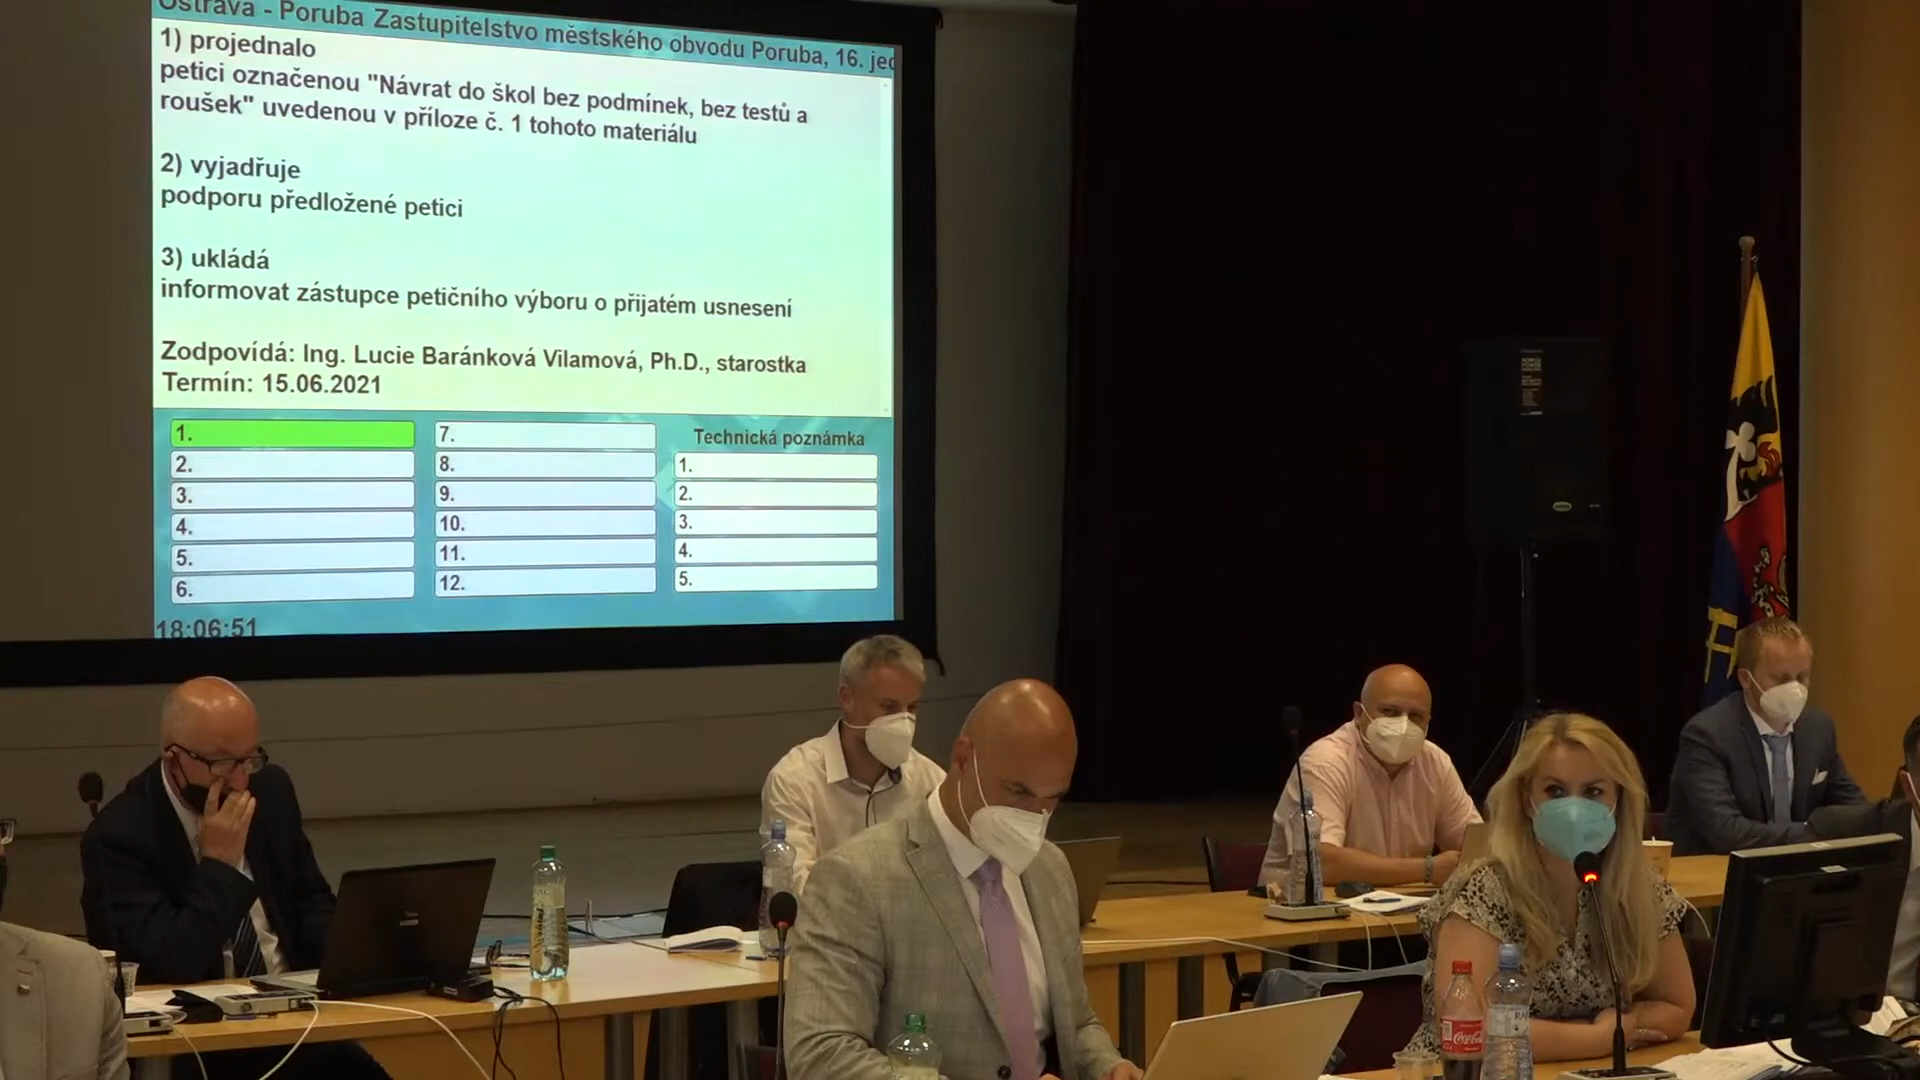 Ostrava - Poruba Zastupitelstvo městského obvodu Poruba, 16. jed
1) projednalo
petici označenou "Návrat do škol bez podmínek, bez testů a
roušek" uvedenou v příloze č. 1 tohoto materiálu
2) vyjadřuje
podporu předložené petici
3) ukládá
informovat zástupce petičního výboru o přijatém usnesení
Zodpovídá: Ing. Lucie Baránková Vilamová, Ph.D., starostka
Termín: 15.06.2021
1.
2.
3.
4.
5.
6.
7.
8.
9.
10.
11.
12.
Technická poznámka
1.
2.
3.
4.
5.
18:06:51
Coca-Cola